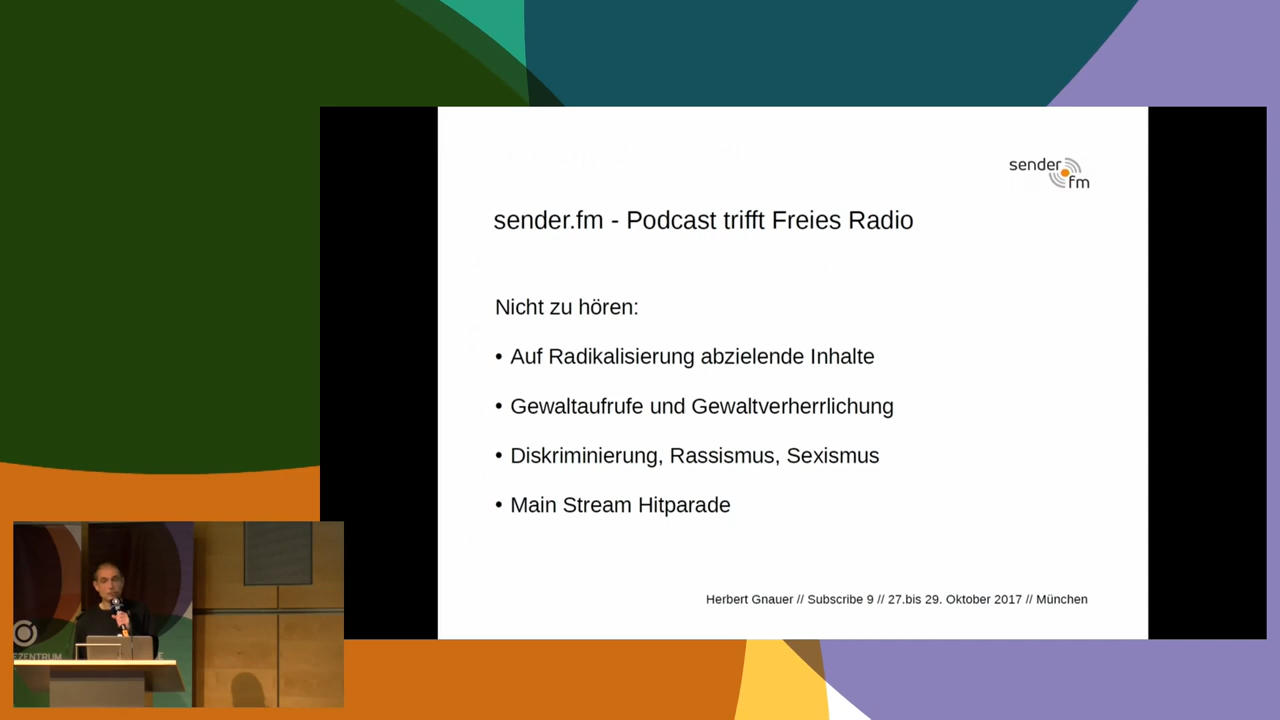 sender
fm
sender.fm - Podcast trifft Freies Radio
Nicht zu hören:
• Auf Radikalisierung abzielende Inhalte
• Gewaltaufrufe und Gewaltverherrlichung
• Diskriminierung, Rassismus, Sexismus
• Main Stream Hitparade
Herbert Gnauer // Subscribe 9 // 27.bis 29. Oktober 2017 // München
EZENTRUM